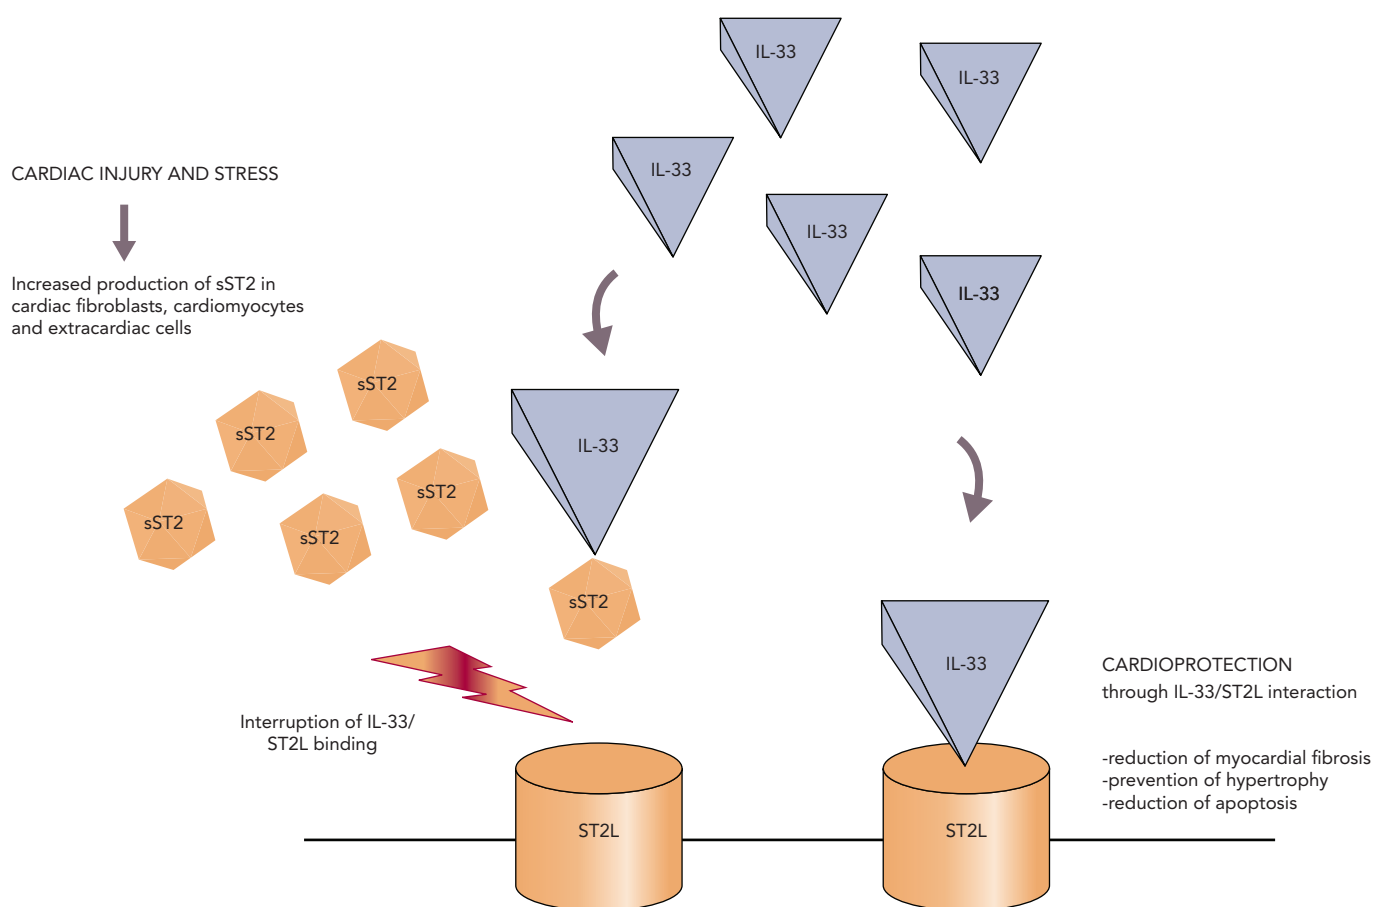 IL-33
IL-33
IL-33
IL-33
IL-33
CARDIAC INJURY AND STRESS
Increased production of sST2 in
cardiac fibroblasts, cardiomyocytes
and extracardiac cells
sST2
sST2
sST2
sST2
sST2
IL-33
sST2
Interruption of IL-33/
ST2L binding
ST2L
IL-33
ST2L
CARDIOPROTECTION
through IL-33/ST2L interaction
-reduction of myocardial fibrosis
-prevention of hypertrophy
-reduction of apoptosis